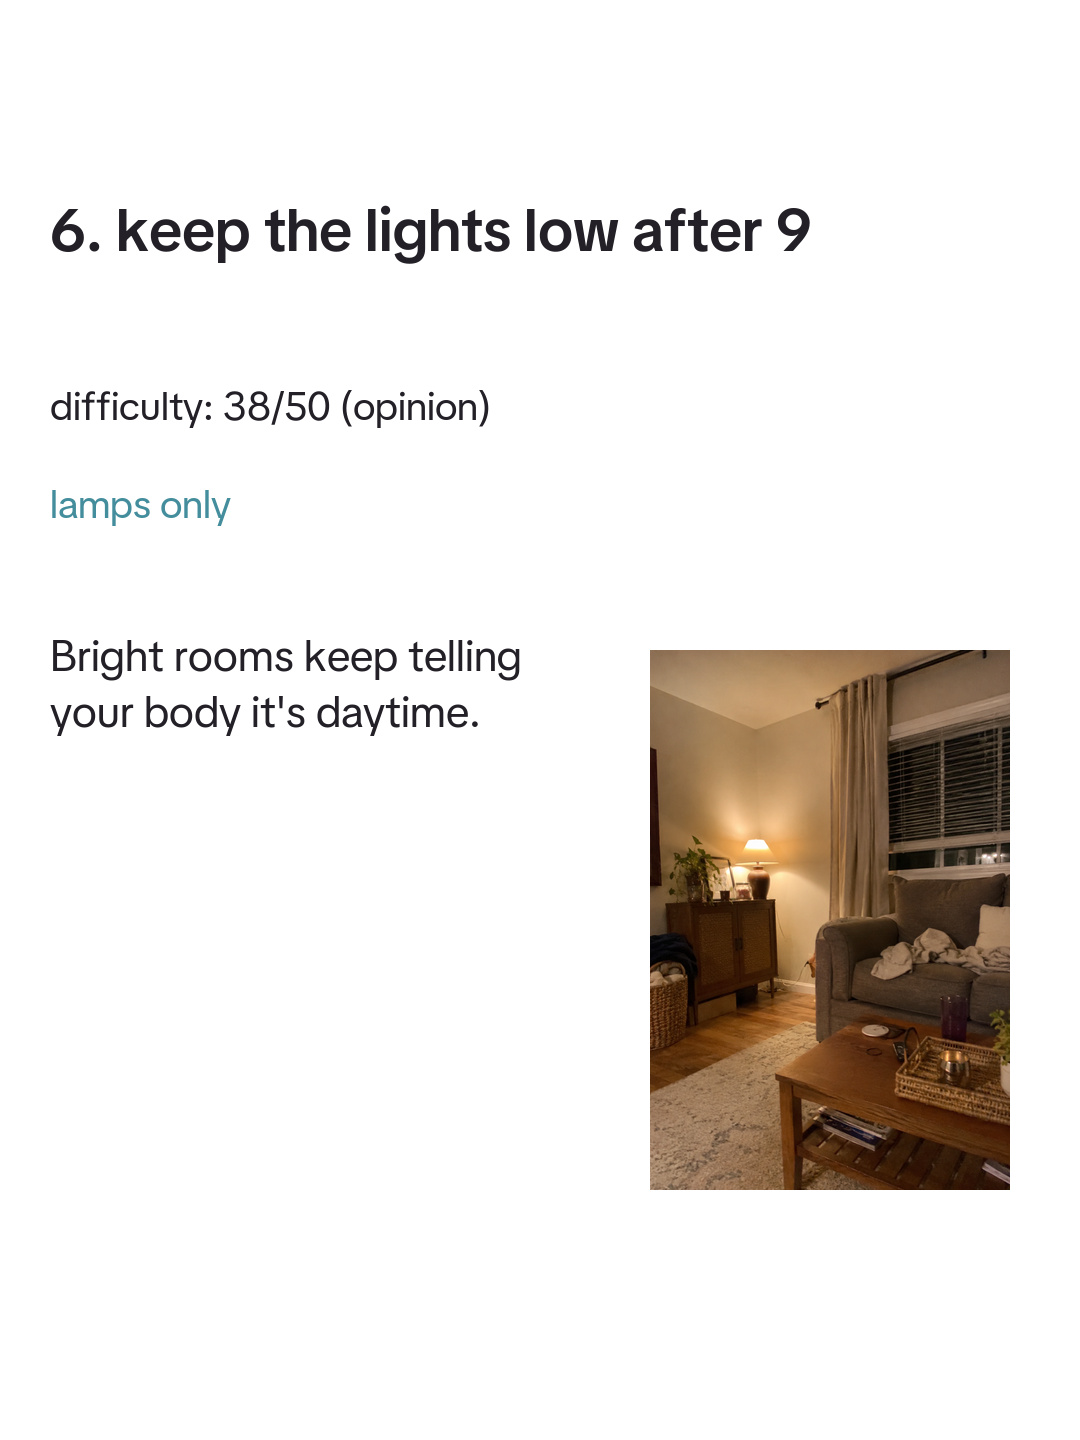 6. keep the lights low after 9
difficulty: 38/50 (opinion)
lamps only
Bright rooms keep telling
your body it's daytime.